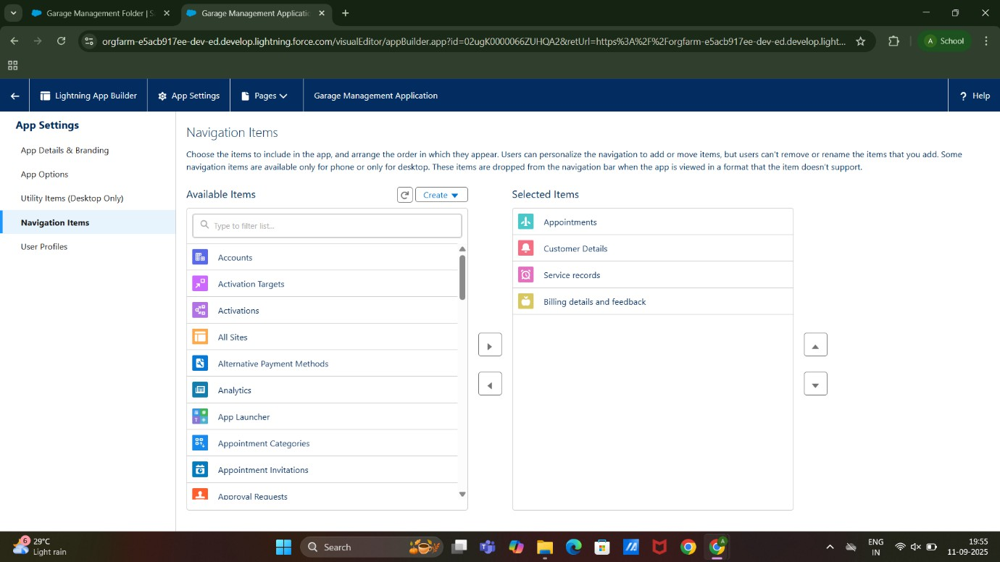 Garage Management Folder | S
Garage Management Applicatio
orgfarm-e5acb917ee-dev-ed.develop.lightning.force.com/visualEditor/appBuilder.app?id=02ugK0000066ZUHQA2&retUrl=https%3A%2F%2Forgfarm-e5acb917ee-dev-ed.develop.light...
A School
Lightning App Builder
App Settings
Pages
Garage Management Application
? Help
App Settings
App Details & Branding
App Options
Utility Items (Desktop Only)
Navigation Items
User Profiles
Navigation Items
Choose the items to include in the app, and arrange the order in which they appear. Users can personalize the navigation to add or move items, but users can't remove or rename the items that you add. Some
navigation items are available only for phone or only for desktop. These items are dropped from the navigation bar when the app is viewed in a format that the item doesn't support.
Available Items
Create
Type to filter list...
Accounts
Activation Targets
Activations
All Sites
Alternative Payment Methods
Analytics
App Launcher
Appointment Categories
Appointment Invitations
Approval Requests
Selected Items
Appointments
Customer Details
Service records
Billing details and feedback
6
29°C
Light rain
Search
ENG
IN
19:55
11-09-2025